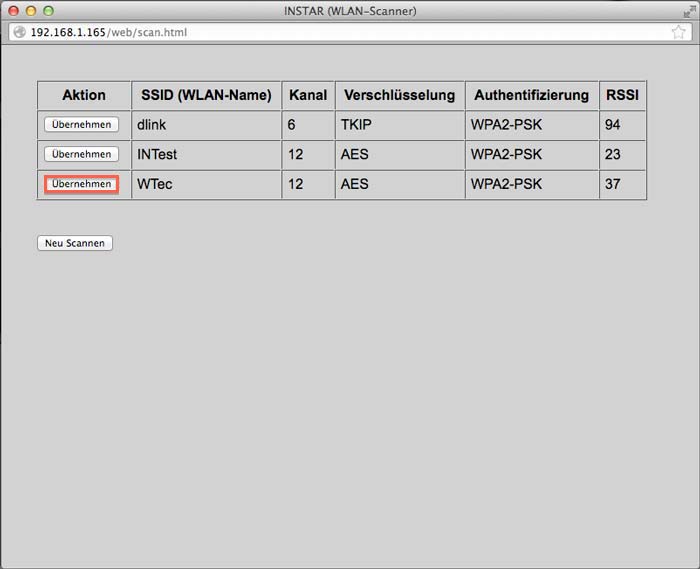 INSTAR (WLAN-Scanner)
192.168.1.165/web/scan.html
Aktion SSID (WLAN-Name) Kanal Verschlüsselung Authentifizierung RSSI
Übernehmen dlink 6 TKIP WPA2-PSK 94
Übernehmen INTest 12 AES WPA2-PSK 23
Übernehmen WTec 12 AES WPA2-PSK 37
Neu Scannen